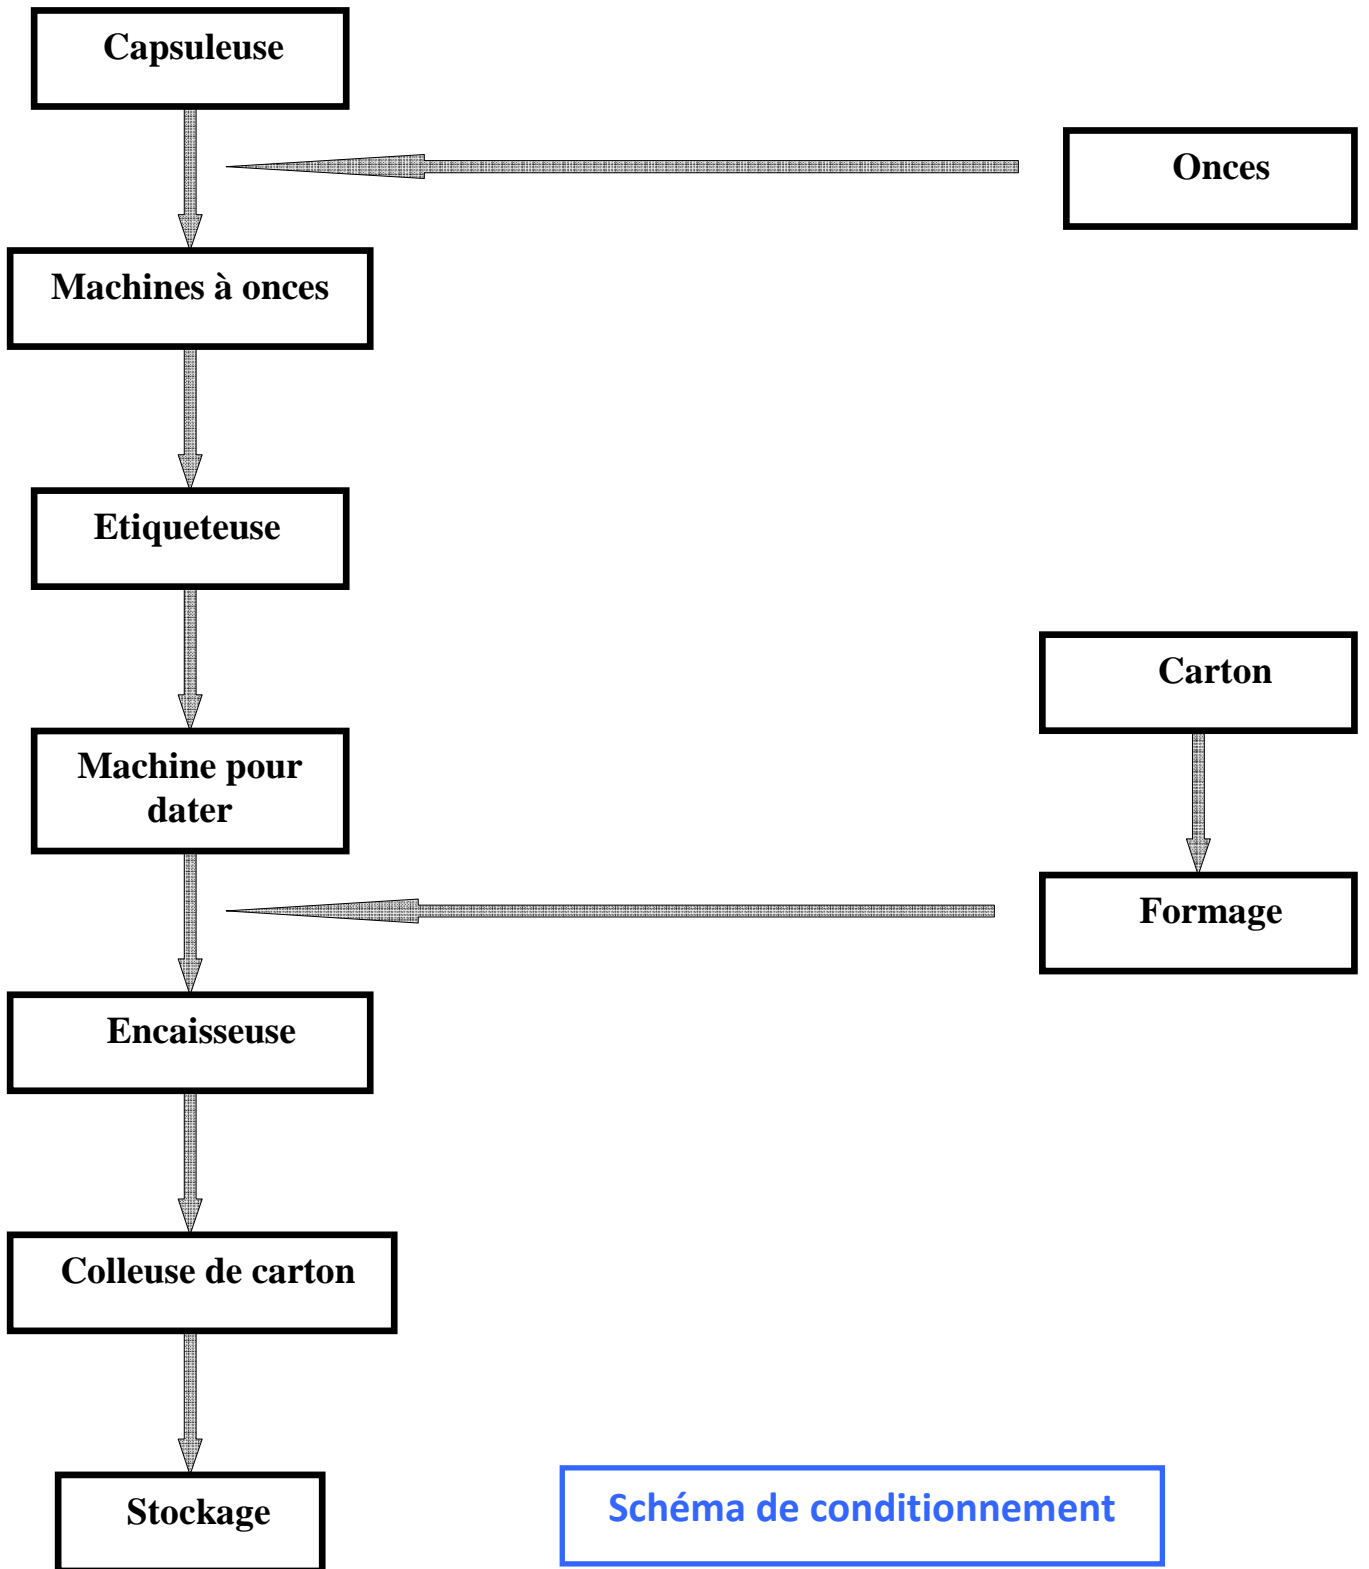 Capsuleuse
Onces
Machines à onces
Etiqueteuse
Carton
Machine pour
dater
Formage
Encaisseuse
Colleuse de carton
Stockage
Schéma de conditionnement